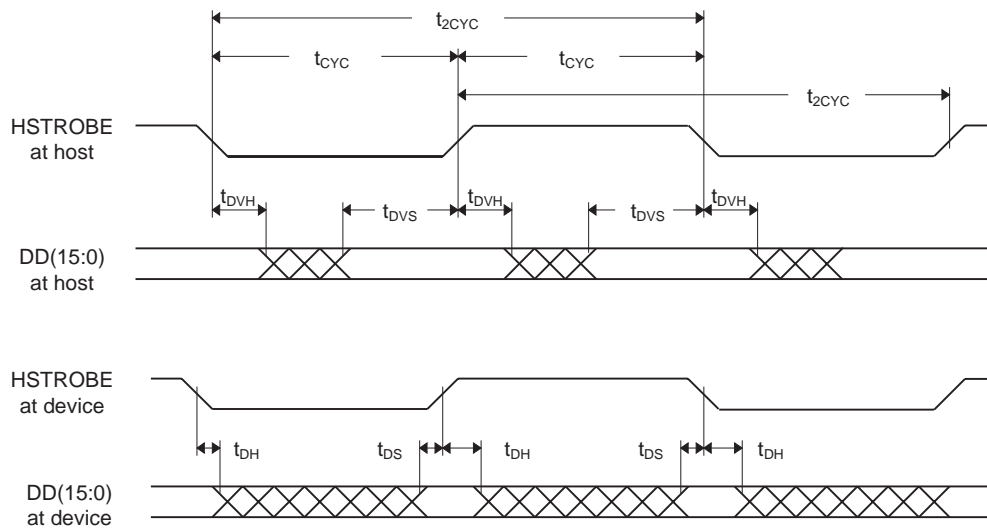 t2CYC
tCYC tCYC
t2CYC
HSTROBE
at host
tDVH tDVS tDVH tDVS tDVH
DD(15:0)
at host
HSTROBE
at device
tDH tDS tDH tDS tDH
DD(15:0)
at device